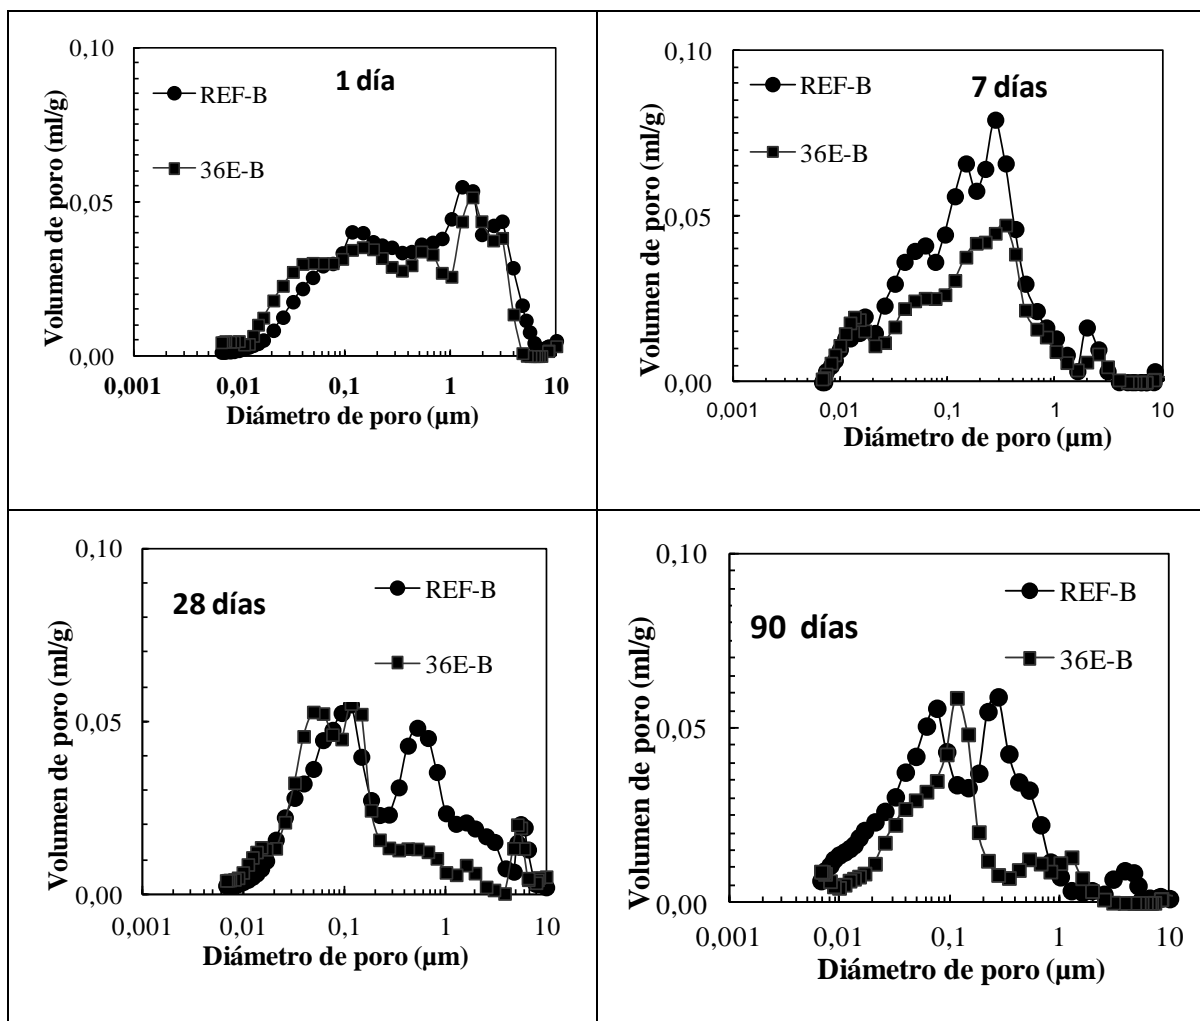 0,10
1 día
REF-B
36E-B
0,05
0,00
0,001
0,01
0,1
1
10
Volumen de poro (ml/g)
Diámetro de poro (µm)
0,10
7 días
REF-B
36E-B
0,05
0,00
0,001
0,01
0,1
1
10
Volumen de poro (ml/g)
Diámetro de poro (µm)
0,10
28 días
REF-B
36E-B
0,05
0,00
0,001
0,01
0,1
1
10
Volumen de poro (ml/g)
Diámetro de poro (µm)
0,10
90 días
REF-B
36E-B
0,05
0,00
0,001
0,01
0,1
1
10
Volumen de poro (ml/g)
Diámetro de poro (µm)